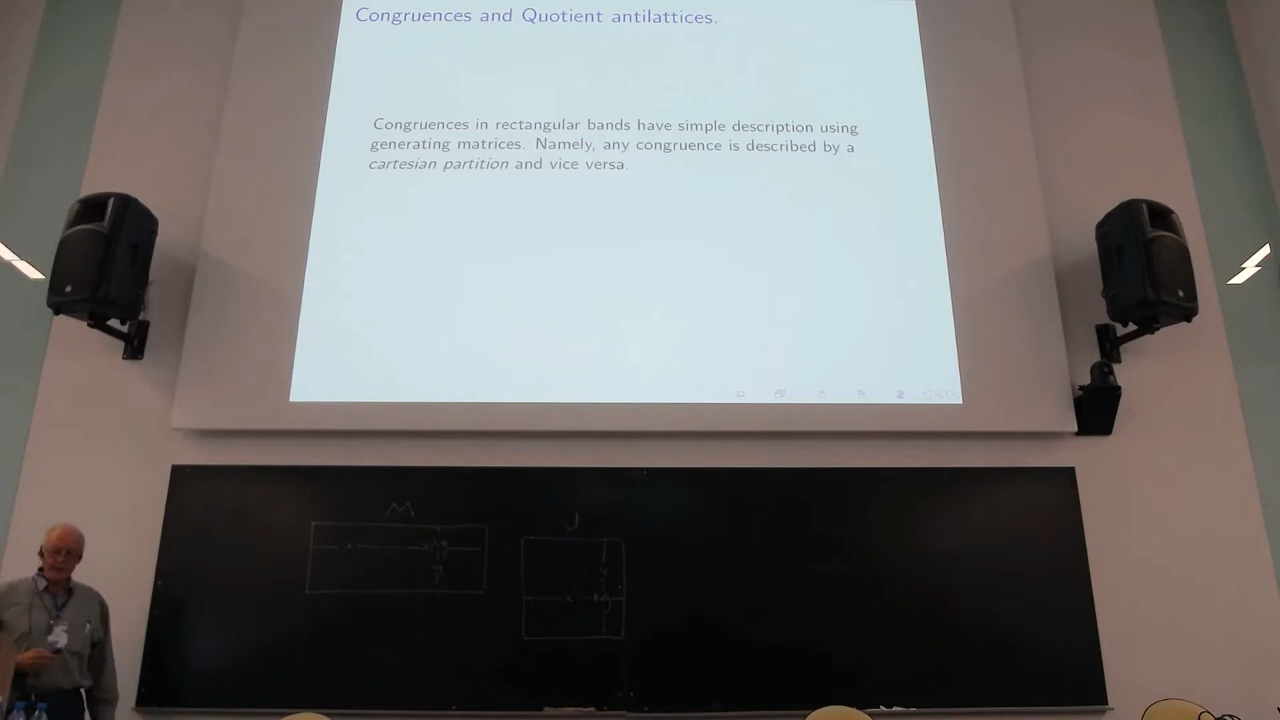 Congruences and Quotient antilattices.
Congruences in rectangular bands have simple description using
generating matrices. Namely, any congruence is described by a
cartesian partition and vice versa.
M
J
x
y
x
y